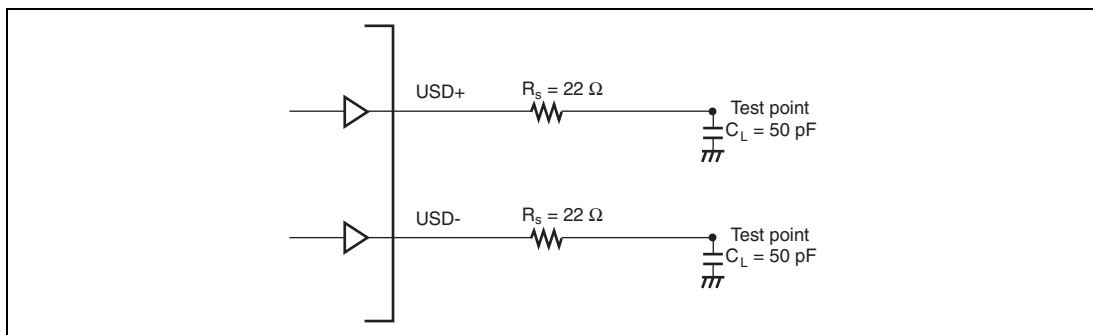 USD+
Rs = 22 Ω
Test point
CL = 50 pF
USD-
Rs = 22 Ω
Test point
CL = 50 pF